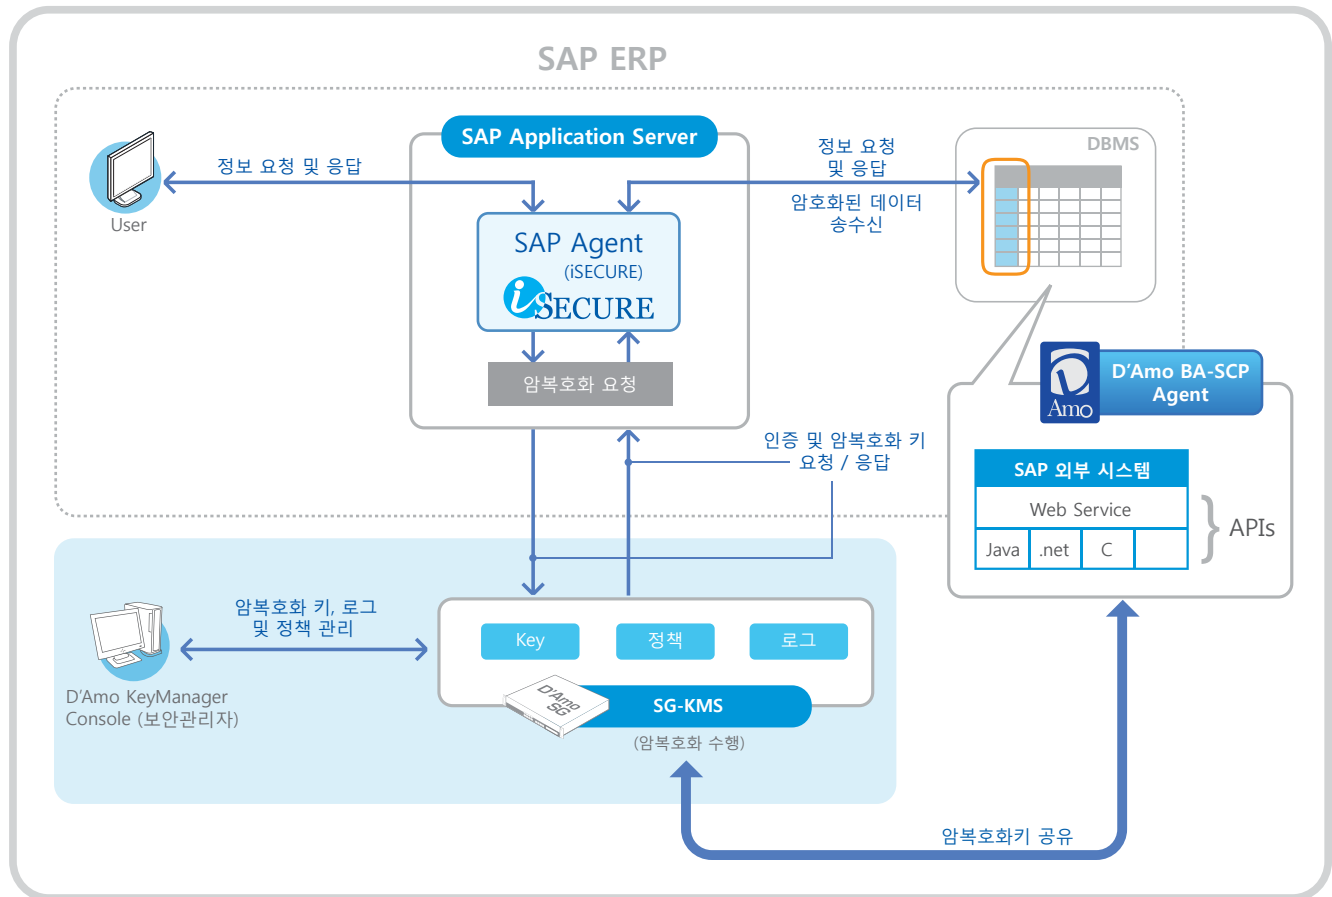 SAP ERP
SAP Application Server
정보 요청 및 응답
User
SAP Agent
(iSECURE)
iSECURE
암복호화 요청
정보 요청
및 응답
암호화된 데이터
송수신
DBMS
D'Amo BA-SCP
Agent
D
Amo
인증 및 암복호화 키
요청 / 응답
SAP 외부 시스템
Web Service
Java
.net
C
APIs
암복호화 키, 로그
및 정책 관리
D'Amo KeyManager
Console (보안관리자)
Key
정책
로그
D'Amo
SG
SG-KMS
(암복호화 수행)
암복호화키 공유